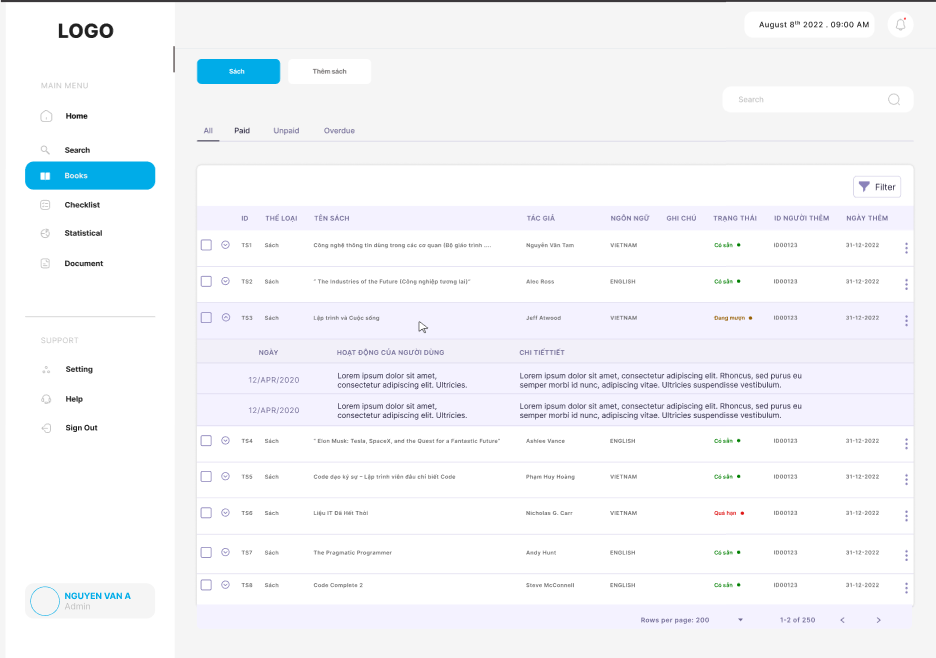 LOGO
August 8th 2022 . 09:00 AM
Sách
Thêm sách
MAIN MENU
Search
Home
All
Paid
Unpaid
Overdue
Search
Books
Filter
Checklist
ID THỂ LOẠI TÊN SÁCH TÁC GIẢ NGÔN NGỮ GHI CHÚ TRẠNG THÁI ID NGƯỜI THÊM NGÀY THÊM
Statistical
TS1 Sách Công nghệ thông tin dùng trong các cơ quan (Bộ giáo trình .... Nguyễn Văn Tam VIETNAM Có sẵn ID00123 31-12-2022
Document
TS2 Sách " The Industries of the Future (Công nghiệp tương lai)" Alec Ross ENGLISH Có sẵn ID00123 31-12-2022
TS3 Sách Lập trình và Cuộc sống Jeff Atwood VIETNAM Đang mượn ID00123 31-12-2022
SUPPORT
NGÀY HOẠT ĐỘNG CỦA NGƯỜI DÙNG CHI TIẾTTIẾT
Setting
12/APR/2020
Lorem ipsum dolor sit amet,
consectetur adipiscing elit. Ultricies.
Lorem ipsum dolor sit amet, consectetur adipiscing elit. Rhoncus, sed purus eu
semper morbi id nunc, adipiscing vitae. Ultricies suspendisse vestibulum.
Help
12/APR/2020
Lorem ipsum dolor sit amet,
consectetur adipiscing elit. Ultricies.
Lorem ipsum dolor sit amet, consectetur adipiscing elit. Rhoncus, sed purus eu
semper morbi id nunc, adipiscing vitae. Ultricies suspendisse vestibulum.
Sign Out
TS4 Sách " Elon Musk: Tesla, SpaceX, and the Quest for a Fantastic Future" Ashlee Vance ENGLISH Có sẵn ID00123 31-12-2022
TS5 Sách Code dạo ký sự – Lập trình viên đâu chỉ biết Code Phạm Huy Hoàng VIETNAM Có sẵn ID00123 31-12-2022
TS6 Sách Liệu IT Đã Hết Thời Nicholas G. Carr VIETNAM Quá hạn ID00123 31-12-2022
TS7 Sách The Pragmatic Programmer Andy Hunt ENGLISH Có sẵn ID00123 31-12-2022
TS8 Sách Code Complete 2 Steve McConnell ENGLISH Có sẵn ID00123 31-12-2022
NGUYEN VAN A
Admin
Rows per page: 200 1-2 of 250